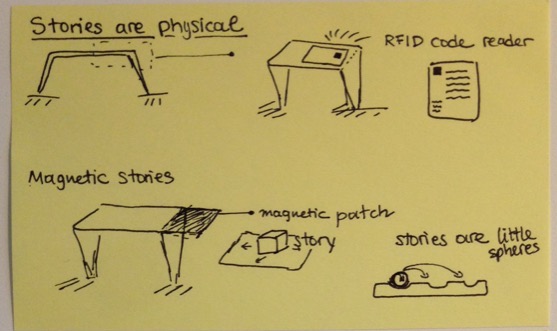 Stories are physical
RFID code reader
Magnetic stories
magnetic patch
story
stories are little
spheres